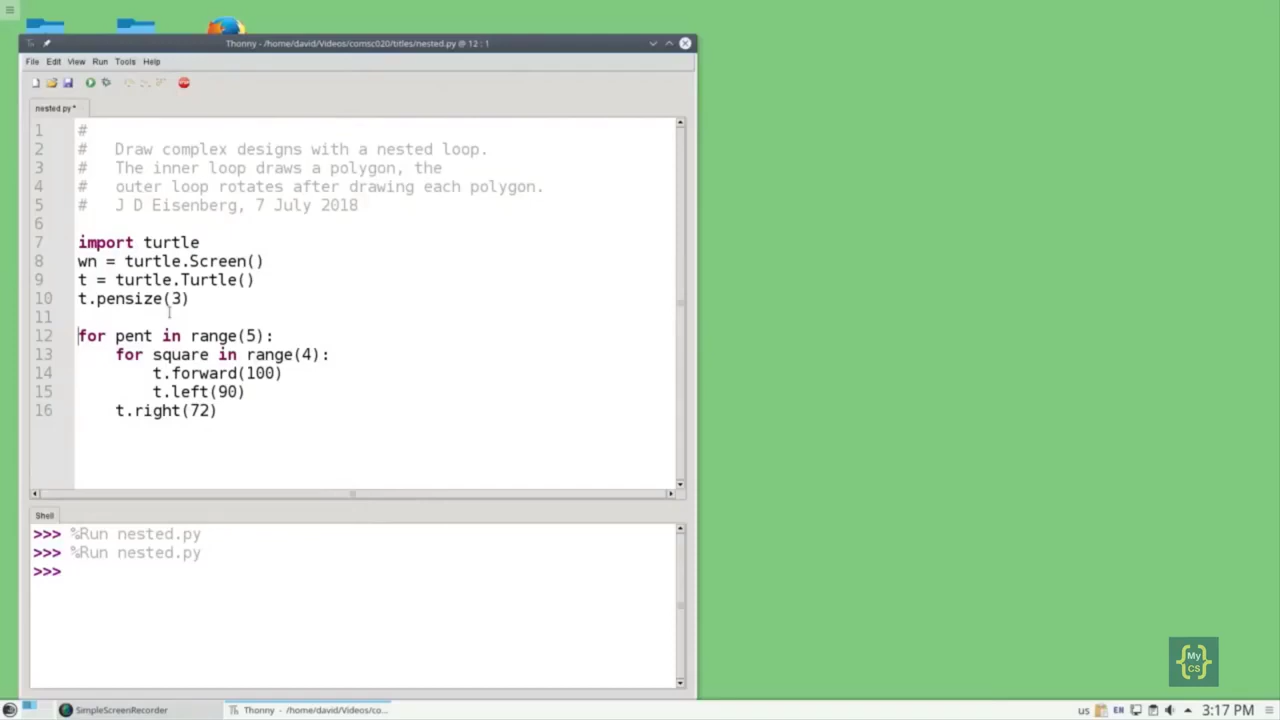 Thonny - /home/david/Videos/comsc020/titles/nested.py @ 12 : 1
File Edit View Run Tools Help
nested.py *
1 #
2 #   Draw complex designs with a nested loop.
3 #   The inner loop draws a polygon, the
4 #   outer loop rotates after drawing each polygon.
5 #   J D Eisenberg, 7 July 2018
6
7 import turtle
8 wn = turtle.Screen()
9 t = turtle.Turtle()
10 t.pensize(3)
11
12 for pent in range(5):
13     for square in range(4):
14         t.forward(100)
15         t.left(90)
16     t.right(72)
Shell
>>> %Run nested.py
>>> %Run nested.py
>>>
{My CS}
SimpleScreenRecorder
Thonny - /home/david/Videos/co...
us EN 3:17 PM